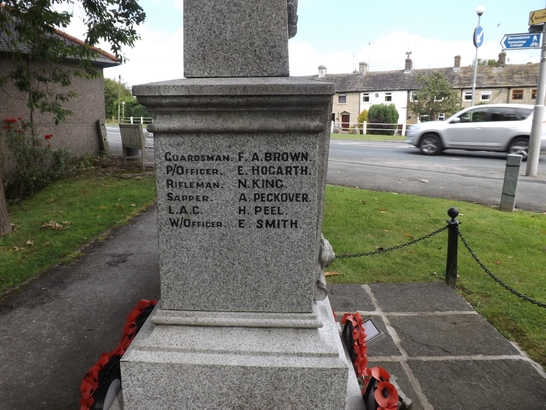 GUARDSMAN. F. A. BROWN.
P/OFFICER. E. HOGARTH.
RIFLEMAN. N. KING.
SAPPER. A. PECKOVER.
L. A. C. H. PEEL.
W/OFFICER. E. SMITH.